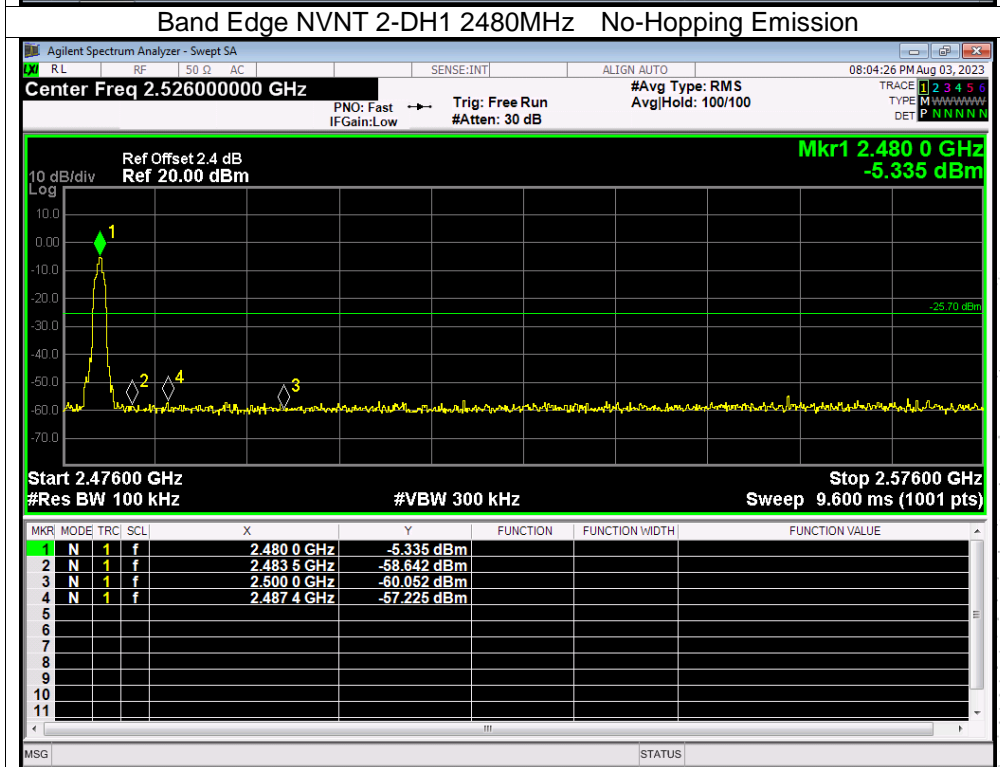 Band Edge NVNT 2-DH1 2480MHz No-Hopping Emission
Agilent Spectrum Analyzer - Swept SA
LXI RL RF 50 Ω AC SENSE:INT ALIGN AUTO 08:04:26 PM Aug 03, 2023
Center Freq 2.526000000 GHz #Avg Type: RMS TRACE 1 2 3 4 5 6
PNO: Fast Trig: Free Run Avg|Hold: 100/100 TYPE M WWWWW
IFGain:Low #Atten: 30 dB DET P N N N N N
Mkr1 2.480 0 GHz
Ref Offset 2.4 dB
10 dB/div Ref 20.00 dBm -5.335 dBm
Log
10.0
1
0.00
-10.0
-20.0
-25.70 dBm
-30.0
-40.0
-50.0
2 4 3
-60.0
-70.0
Start 2.47600 GHz Stop 2.57600 GHz
#Res BW 100 kHz #VBW 300 kHz Sweep 9.600 ms (1001 pts)
MKR MODE TRC SCL X Y FUNCTION FUNCTION WIDTH FUNCTION VALUE
1 N 1 f 2.480 0 GHz -5.335 dBm
2 N 1 f 2.483 5 GHz -58.642 dBm
3 N 1 f 2.500 0 GHz -60.052 dBm
4 N 1 f 2.487 4 GHz -57.225 dBm
5
6
7
8
9
10
11
MSG STATUS